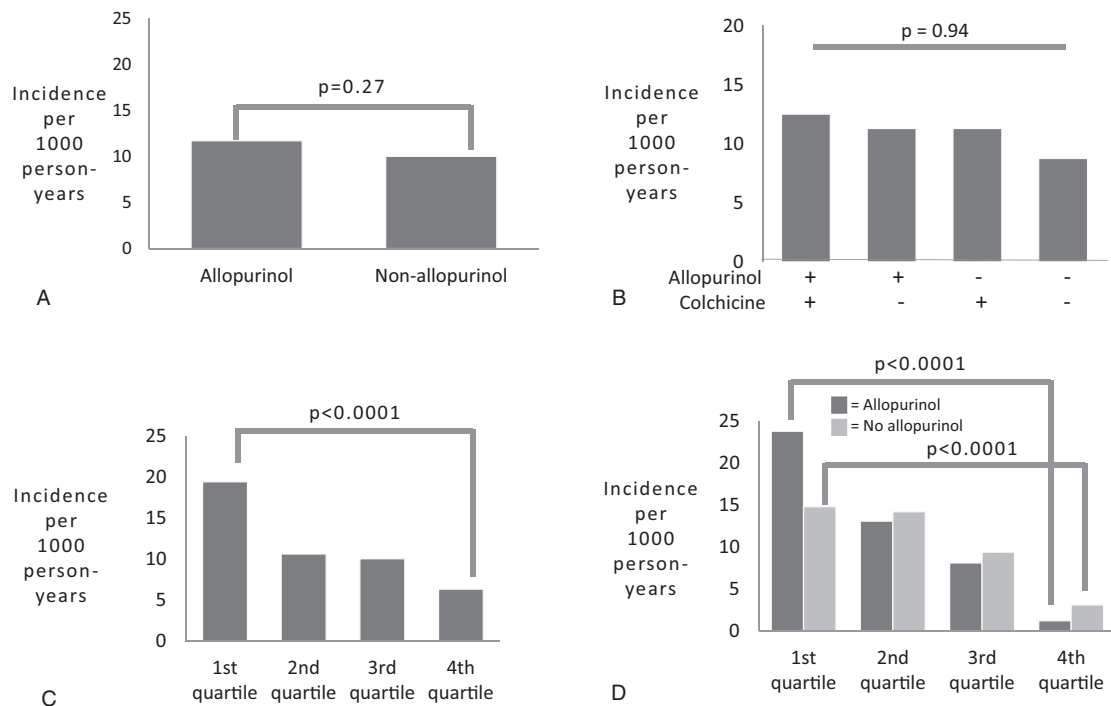 25
20
15
10
5
0
Incidence
per
1000
person-
years
p=0.27
Allopurinol
Non-allopurinol
A
20
15
10
5
0
Incidence
per
1000
person-
years
p = 0.94
Allopurinol + + - -
Colchicine + - + -
B
25
20
15
10
5
0
Incidence
per
1000
person-
years
p<0.0001
1st
quartile
2nd
quartile
3rd
quartile
4th
quartile
C
p<0.0001
= Allopurinol
= No allopurinol
p<0.0001
25
20
15
10
5
0
Incidence
per
1000
person-
years
1st
quartile
2nd
quartile
3rd
quartile
4th
quartile
D